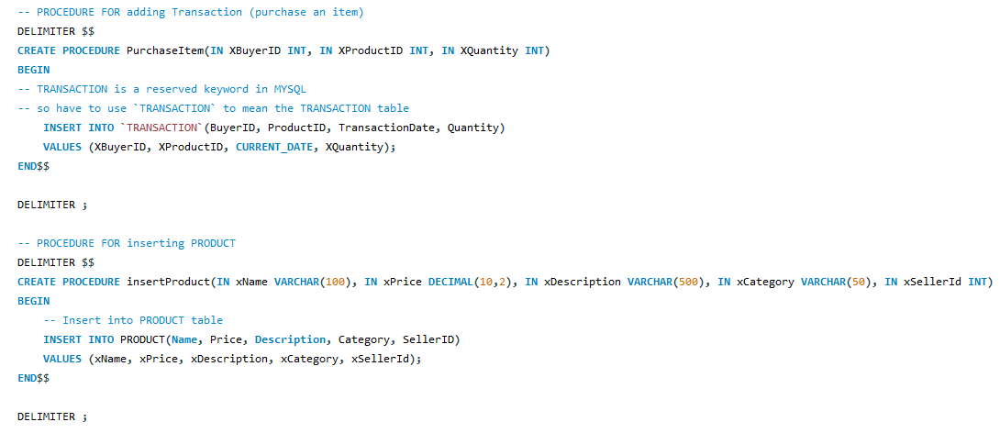 -- PROCEDURE FOR adding Transaction (purchase an item)
DELIMITER $$
CREATE PROCEDURE PurchaseItem(IN XBuyerID INT, IN XProductID INT, IN XQuantity INT)
BEGIN
-- TRANSACTION is a reserved keyword in MYSQL
-- so have to use `TRANSACTION` to mean the TRANSACTION table
    INSERT INTO `TRANSACTION`(BuyerID, ProductID, TransactionDate, Quantity)
    VALUES (XBuyerID, XProductID, CURRENT_DATE, XQuantity);
END$$

DELIMITER ;

-- PROCEDURE FOR inserting PRODUCT
DELIMITER $$
CREATE PROCEDURE insertProduct(IN xName VARCHAR(100), IN xPrice DECIMAL(10,2), IN xDescription VARCHAR(500), IN xCategory VARCHAR(50), IN xSellerId INT)
BEGIN
    -- Insert into PRODUCT table
    INSERT INTO PRODUCT(Name, Price, Description, Category, SellerID)
    VALUES (xName, xPrice, xDescription, xCategory, xSellerId);
END$$

DELIMITER ;